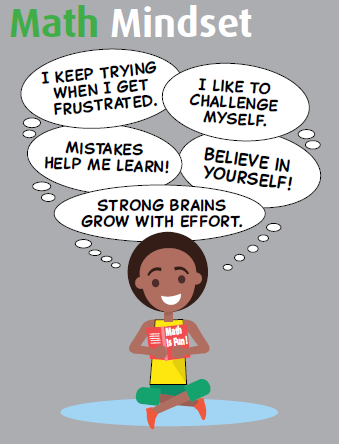 Math Mindset
I KEEP TRYING
WHEN I GET
FRUSTRATED.
I LIKE TO
CHALLENGE
MYSELF.
MISTAKES
HELP ME LEARN!
BELIEVE IN
YOURSELF!
STRONG BRAINS
GROW WITH EFFORT.
Math
is Fun!